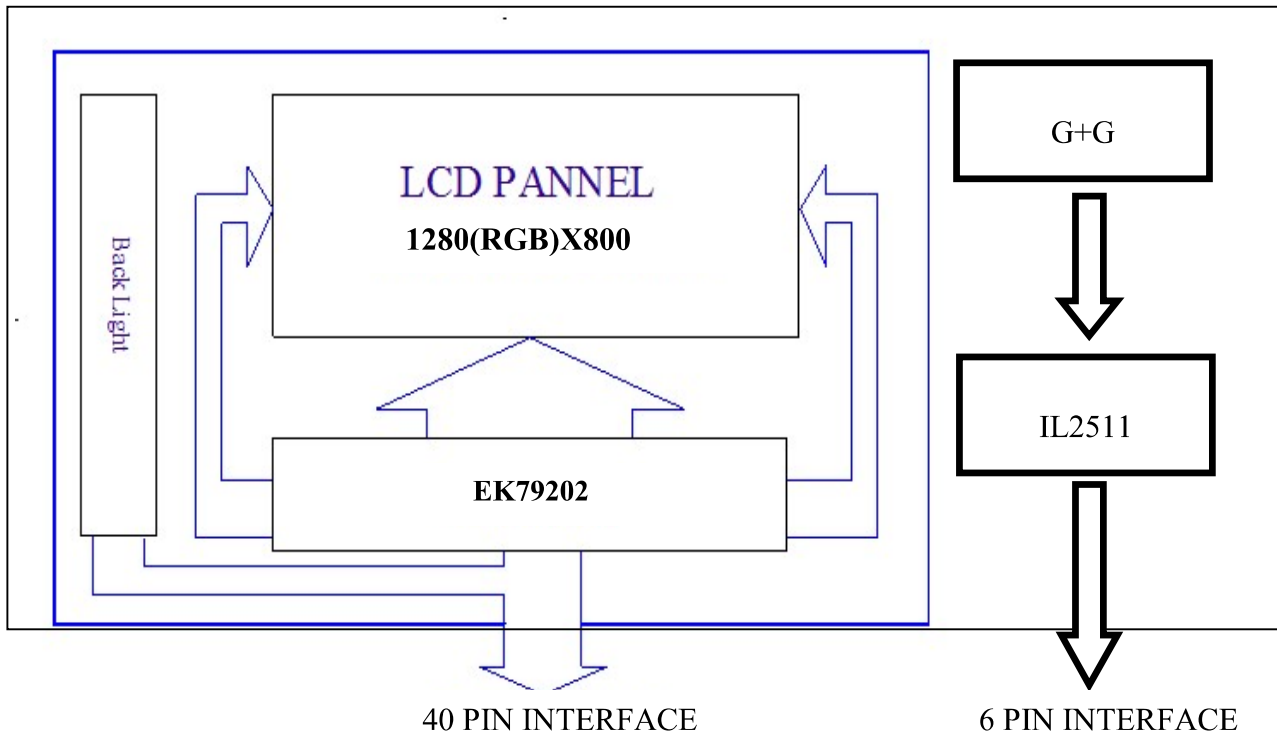 G+G
LCD PANNEL
1280(RGB)X800
Back Light
IL2511
EK79202
40 PIN INTERFACE
6 PIN INTERFACE